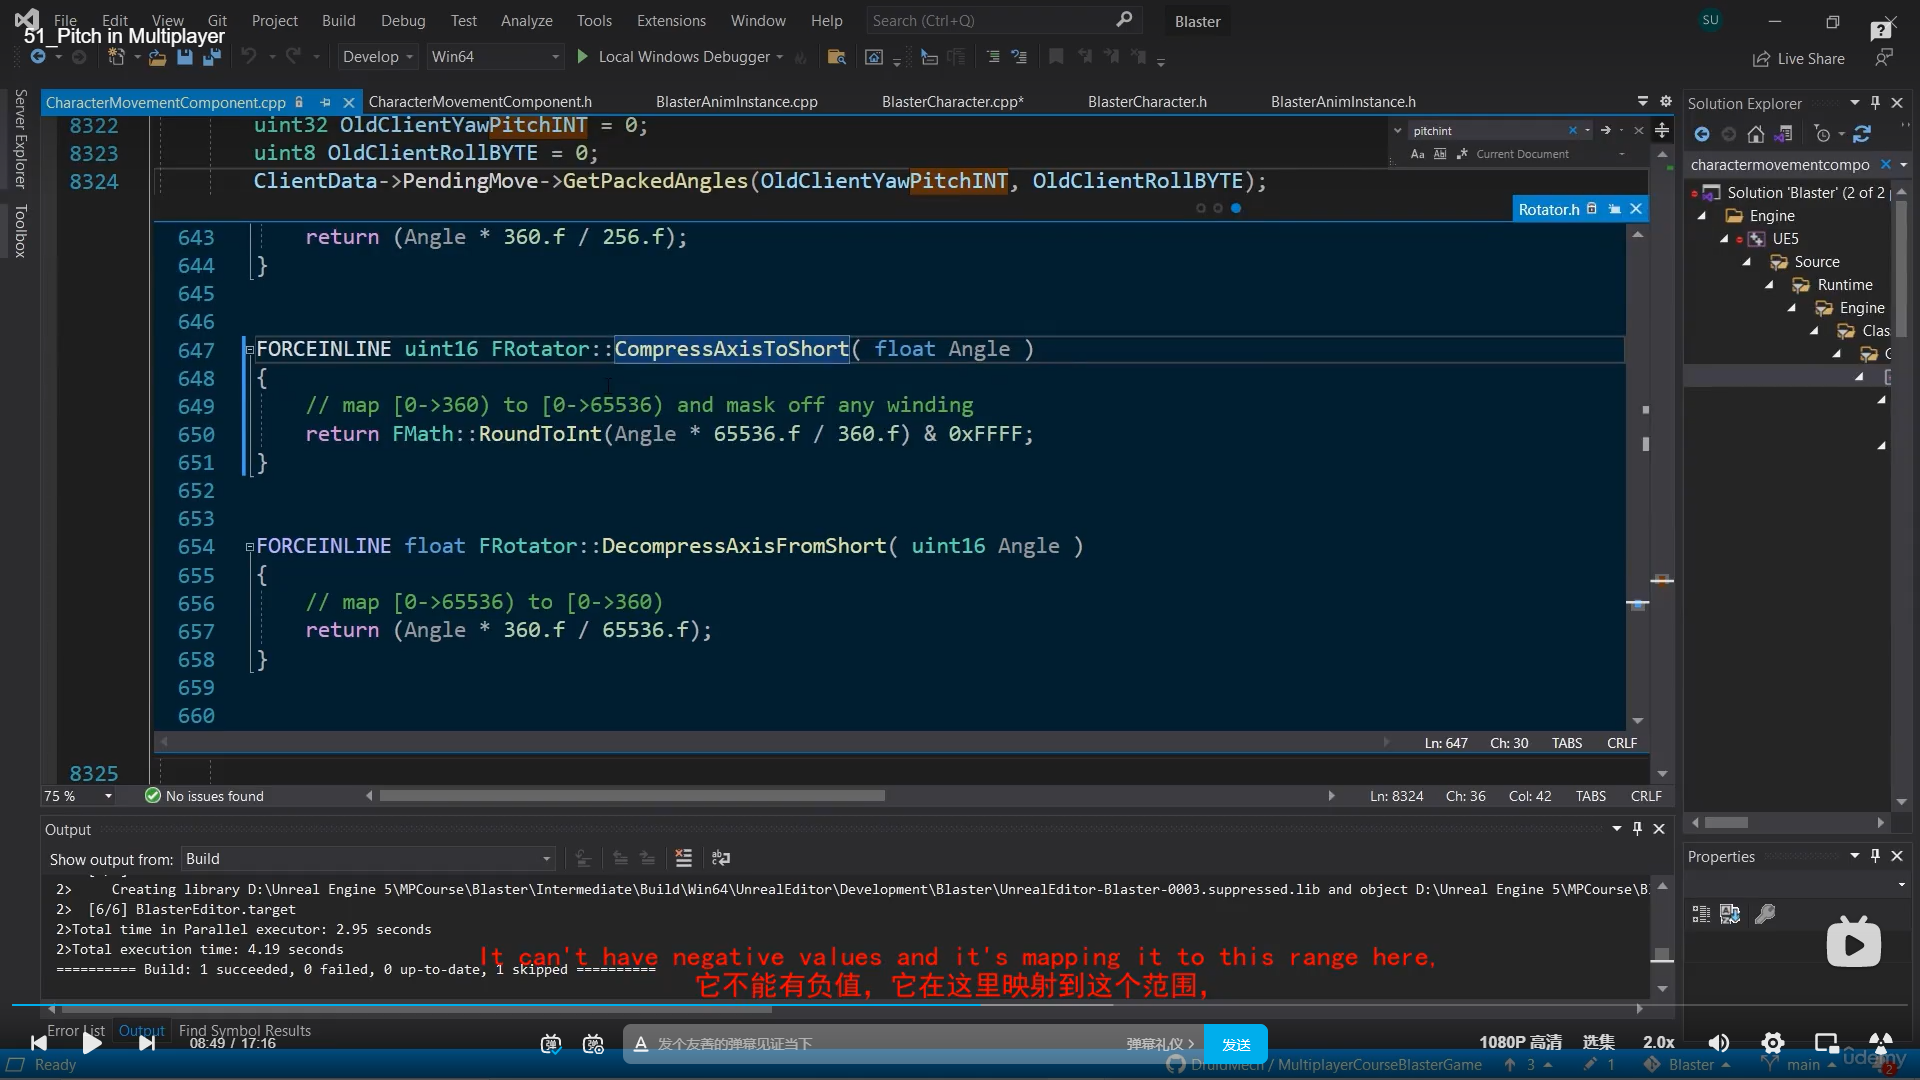 File Edit View Git Project Build Debug Test Analyze Tools Extensions Window Help Search (Ctrl+Q) Blaster SU
51_Pitch in Multiplayer
Develop Win64 Local Windows Debugger Live Share
Server Explorer
Toolbox
CharacterMovementComponent.cpp CharacterMovementComponent.h BlasterAnimInstance.cpp BlasterCharacter.cpp* BlasterCharacter.h BlasterAnimInstance.h
8322 uint32 OldClientYawPitchINT = 0;
8323 uint8 OldClientRollBYTE = 0;
8324 ClientData->PendingMove->GetPackedAngles(OldClientYawPitchINT, OldClientRollBYTE);
pitchint
Aa Current Document
Rotator.h
643 return (Angle * 360.f / 256.f);
644 }
645
646
647 FORCEINLINE uint16 FRotator::CompressAxisToShort( float Angle )
648 {
649 // map [0->360) to [0->65536) and mask off any winding
650 return FMath::RoundToInt(Angle * 65536.f / 360.f) & 0xFFFF;
651 }
652
653
654 FORCEINLINE float FRotator::DecompressAxisFromShort( uint16 Angle )
655 {
656 // map [0->65536) to [0->360)
657 return (Angle * 360.f / 65536.f);
658 }
659
660
Ln: 647 Ch: 30 TABS CRLF
8325
75 % No issues found Ln: 8324 Ch: 36 Col: 42 TABS CRLF
Solution Explorer
charactermovementcompo
Solution 'Blaster' (2 of 2
Engine
UE5
Source
Runtime
Engine
Clas
Properties
Output
Show output from: Build
2> Creating library D:\Unreal Engine 5\MPCourse\Blaster\Intermediate\Build\Win64\UnrealEditor\Development\Blaster\UnrealEditor-Blaster-0003.suppressed.lib and object D:\Unreal Engine 5\MPCourse\Bl
2> [6/6] BlasterEditor.target
2>Total time in Parallel executor: 2.95 seconds
2>Total execution time: 4.19 seconds
========== Build: 1 succeeded, 0 failed, 0 up-to-date, 1 skipped ==========
It can't have negative values and it's mapping it to this range here,
它不能有负值，它在这里映射到这个范围，
Error List Output Find Symbol Results
08:49 / 17:16 发个友善的弹幕见证当下 弹幕礼仪 > 发送 1080P 高清 选集 2.0x
Ready DruidMech / MultiplayerCourseBlasterGame 3 1 Blaster main 2
udemy